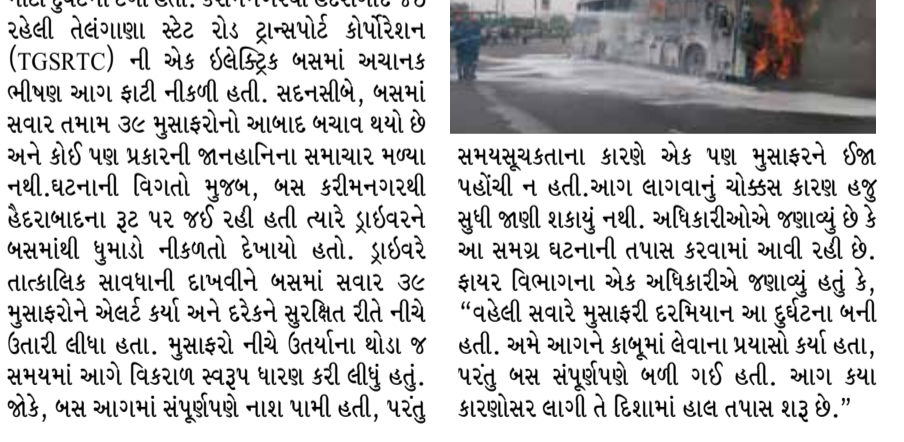 રહેલી તેલંગાણા સ્ટેટ રોડ ટ્રાન્સપોર્ટ કોર્પોરેશન
(TGSRTC) ની એક ઇલેક્ટ્રિક બસમાં અચાનક
ભીષણ આગ ફાટી નીકળી હતી. સદનસીબે, બસમાં
સવાર તમામ ૩૯ મુસાફરોનો આબાદ બચાવ થયો છે
અને કોઈ પણ પ્રકારની જાનહાનિના સમાચાર મળ્યા
નથી.ઘટનાની વિગતો મુજબ, બસ કરીમનગરથી
હૈદરાબાદના રૂટ પર જઈ રહી હતી ત્યારે ડ્રાઇવરને
બસમાંથી ધુમાડો નીકળતો દેખાયો હતો. ડ્રાઇવરે
તાત્કાલિક સાવધાની દાખવીને બસમાં સવાર ૩૯
મુસાફરોને એલર્ટ કર્યા અને દરેકને સુરક્ષિત રીતે નીચે
ઉતારી લીધા હતા. મુસાફરો નીચે ઉતર્યાના થોડા જ
સમયમાં આગે વિકરાળ સ્વરૂપ ધારણ કરી લીધું હતું.
જોકે, બસ આગમાં સંપૂર્ણપણે નાશ પામી હતી, પરંતુ
સમયસૂચકતાના કારણે એક પણ મુસાફરને ઈજા
પહોંચી ન હતી.આગ લાગવાનું ચોક્કસ કારણ હજુ
સુધી જાણી શકાયું નથી. અધિકારીઓએ જણાવ્યું છે કે
આ સમગ્ર ઘટનાની તપાસ કરવામાં આવી રહી છે.
ફાયર વિભાગના એક અધિકારીએ જણાવ્યું હતું કે,
“વહેલી સવારે મુસાફરી દરમિયાન આ દુર્ઘટના બની
હતી. અમે આગને કાબૂમાં લેવાના પ્રયાસો કર્યા હતા,
પરંતુ બસ સંપૂર્ણપણે બળી ગઈ હતી. આગ કયા
કારણોસર લાગી તે દિશામાં હાલ તપાસ શરૂ છે.”